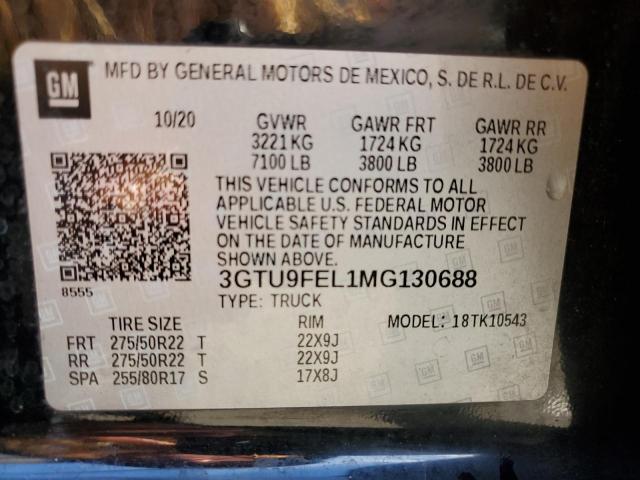 GM MFD BY GENERAL MOTORS DE MEXICO, S. DE R.L. DE C.V.
10/20 GVWR GAWR FRT GAWR RR
3221 KG 1724 KG 1724 KG
7100 LB 3800 LB 3800 LB
THIS VEHICLE CONFORMS TO ALL
APPLICABLE U.S. FEDERAL MOTOR
VEHICLE SAFETY STANDARDS IN EFFECT
ON THE DATE OF MANUFACTURE
SHOWN ABOVE.
8555 3GTU9FEL1MG130688
TYPE: TRUCK
TIRE SIZE RIM MODEL: 18TK10543
FRT 275/50R22 T 22X9J
RR 275/50R22 T 22X9J
SPA 255/80R17 S 17X8J